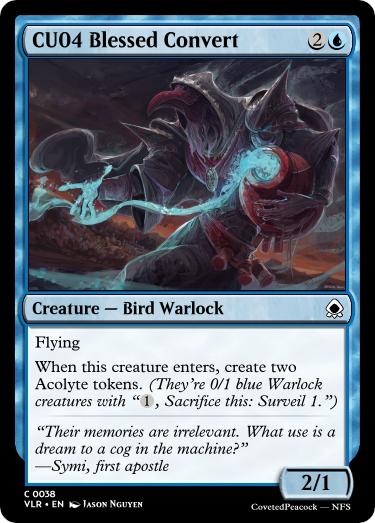 CU04 Blessed Convert 2
Creature — Bird Warlock
Flying
When this creature enters, create two
Acolyte tokens. (They're 0/1 blue Warlock
creatures with “1, Sacrifice this: Surveil 1.”)
“Their memories are irrelevant. What use is a
dream to a cog in the machine?”
—Symi, first apostle
2/1
C 0038
VLR • EN Jason Nguyen
CovetedPeacock — NFS